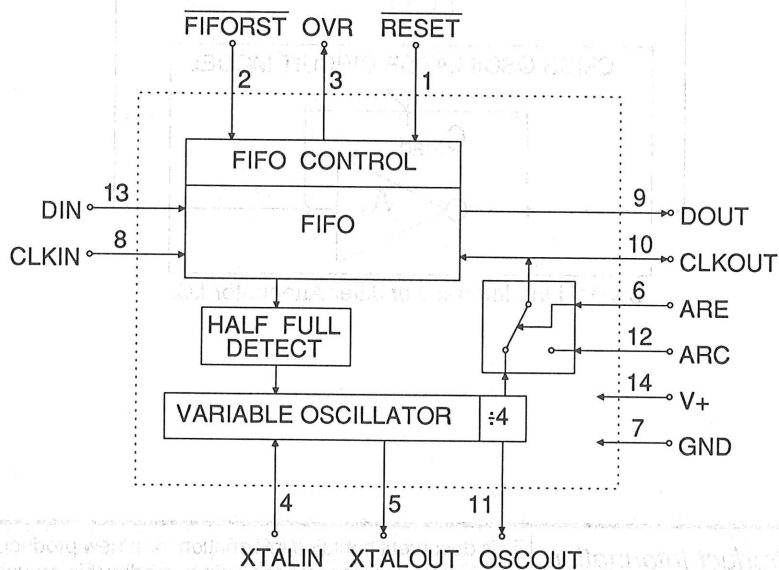 FIFORST OVR RESET
2 3 1
FIFO CONTROL
FIFO
DIN 13
CLKIN 8
9 DOUT
10 CLKOUT
6 ARE
12 ARC
14 V+
7 GND
HALF FULL
DETECT
VARIABLE OSCILLATOR ÷4
4 5 11
XTALIN XTALOUT OSCOUT